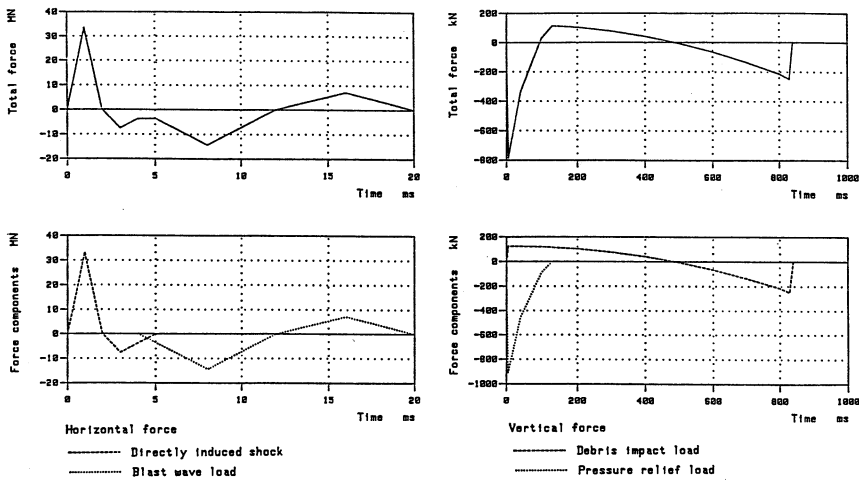 Total force MN
40
30
20
10
0
-10
-20
0 5 10 15 20
Time ms
Total force kN
200
0
-200
-400
-600
-800
0 200 400 600 800 1000
Time ms
Force components MN
40
30
20
10
0
-10
-20
0 5 10 15 20
Time ms
Horizontal force
Directly induced shock
Blast wave load
Force components kN
200
0
-200
-400
-600
-800
-1000
0 200 400 600 800 1000
Time ms
Vertical force
Debris impact load
Pressure relief load